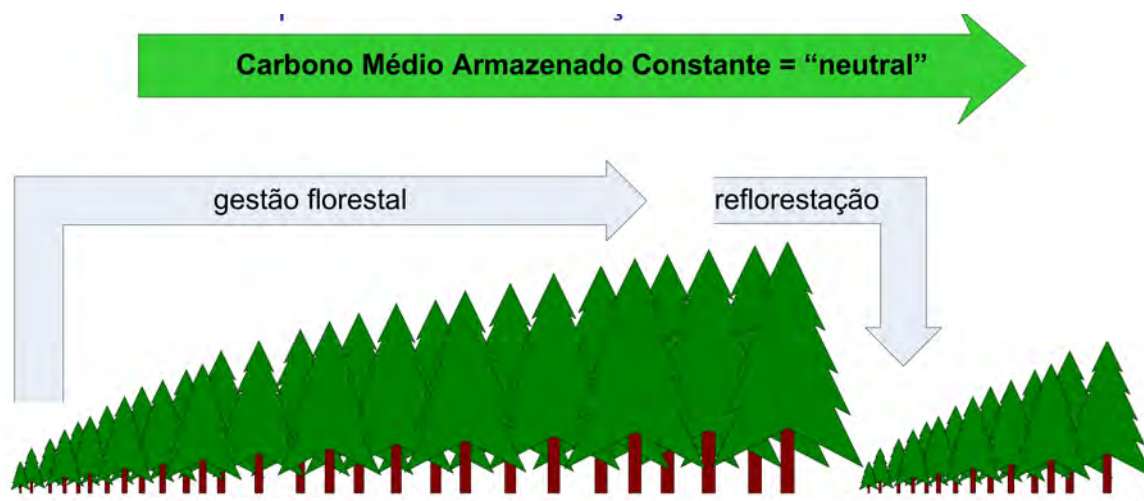 Carbono Médio Armazenado Constante = “neutral”
gestão florestal
reflorestação